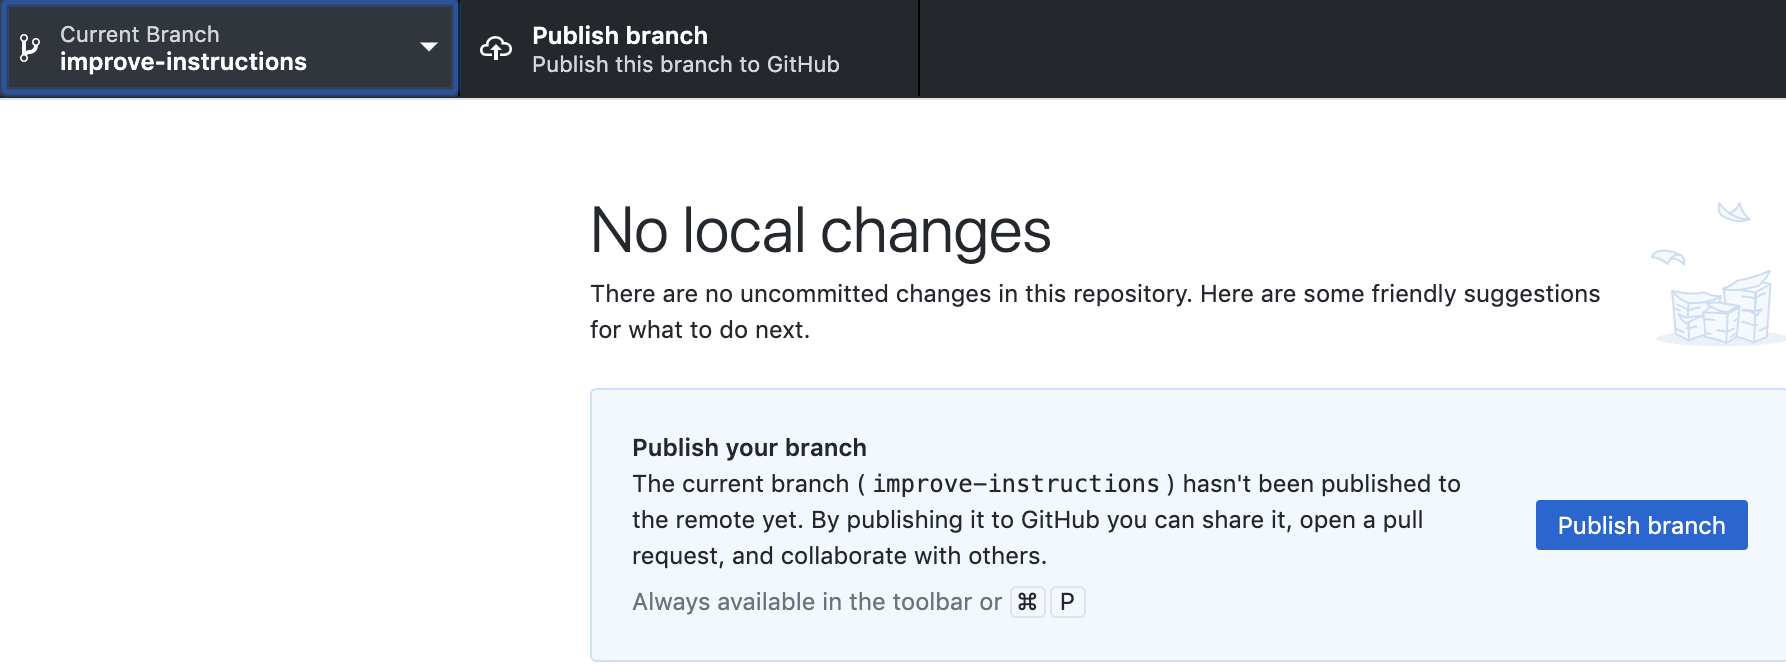 Current Branch
improve-instructions
Publish branch
Publish this branch to GitHub
No local changes
There are no uncommitted changes in this repository. Here are some friendly suggestions
for what to do next.
Publish your branch
The current branch ( improve-instructions ) hasn't been published to
the remote yet. By publishing it to GitHub you can share it, open a pull
request, and collaborate with others.
Always available in the toolbar or ⌘ P
Publish branch